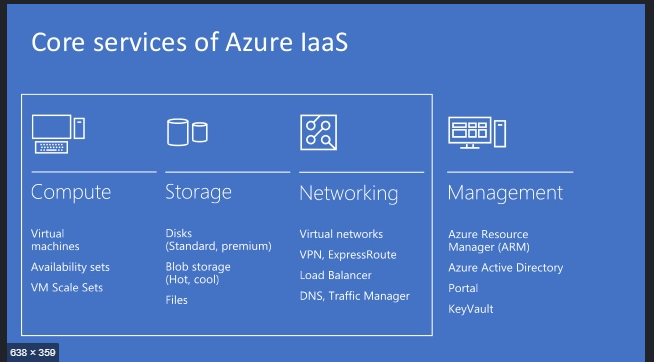 Core services of Azure IaaS
Compute
Virtual
machines
Availability sets
VM Scale Sets
Storage
Disks
(Standard, premium)
Blob storage
(Hot, cool)
Files
Networking
Virtual networks
VPN, ExpressRoute
Load Balancer
DNS, Traffic Manager
Management
Azure Resource
Manager (ARM)
Azure Active Directory
Portal
KeyVault
638 × 359